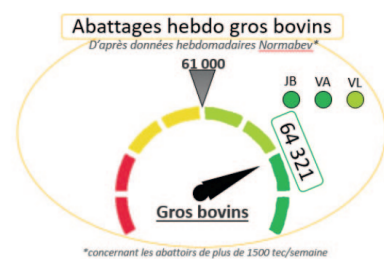 Abattages hebdo gros bovins
D'après données hebdomadaires Normabev*
61 000
JB VA VL
64 321
Gros bovins
*concernant les abattoirs de plus de 1500 tec/semaine